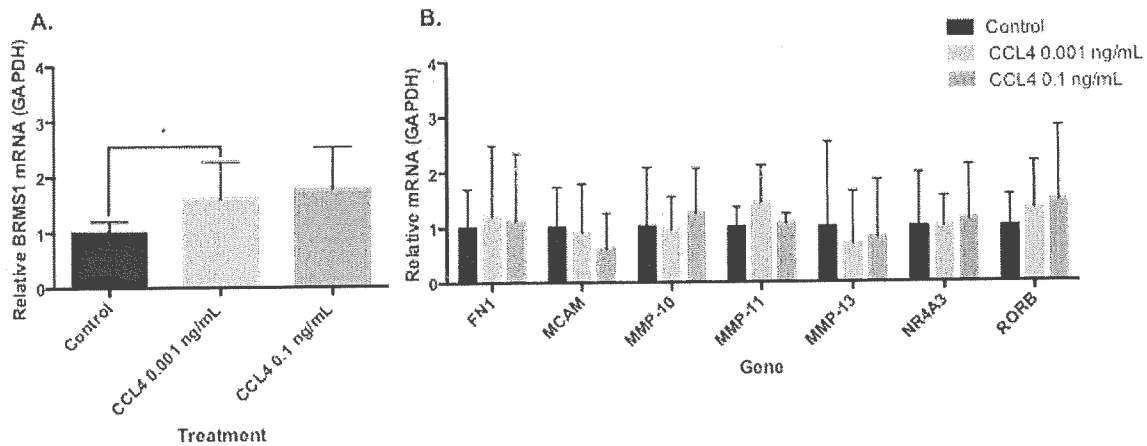 A.
Relative BRMS1 mRNA (GAPDH)
4
3
2
1
0
*
Control
CCL4 0.001 ng/mL
CCL4 0.1 ng/mL
Treatment
B.
Control
CCL4 0.001 ng/mL
CCL4 0.1 ng/mL
Relative mRNA (GAPDH)
4
3
2
1
0
FN1
MCAM
MMP-10
MMP-11
MMP-13
NR4A3
RORB
Gene